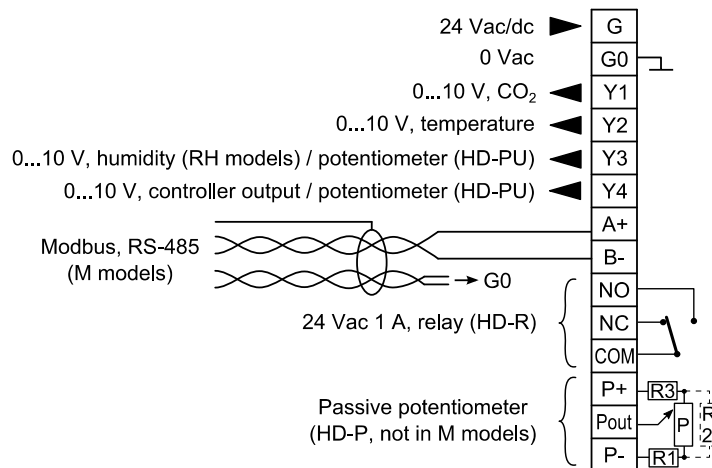 24 Vac/dc G
0 Vac G0
0...10 V, CO₂ Y1
0...10 V, temperature Y2
0...10 V, humidity (RH models) / potentiometer (HD-PU) Y3
0...10 V, controller output / potentiometer (HD-PU) Y4
A+
Modbus, RS-485
(M models)
B-
G0
NO
24 Vac 1 A, relay (HD-R) NC
COM
P+ R3
Passive potentiometer
(HD-P, not in M models)
Pout P R
2
P- R1